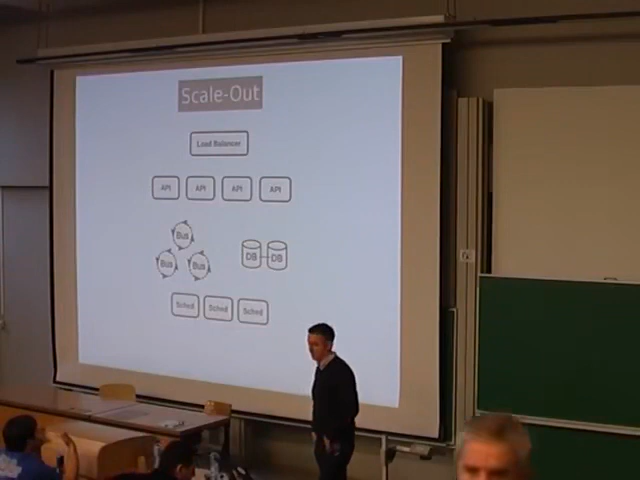 Scale-Out
Load Balancer
API API API API
Bus
Bus Bus
DB DB
Sched Sched Sched